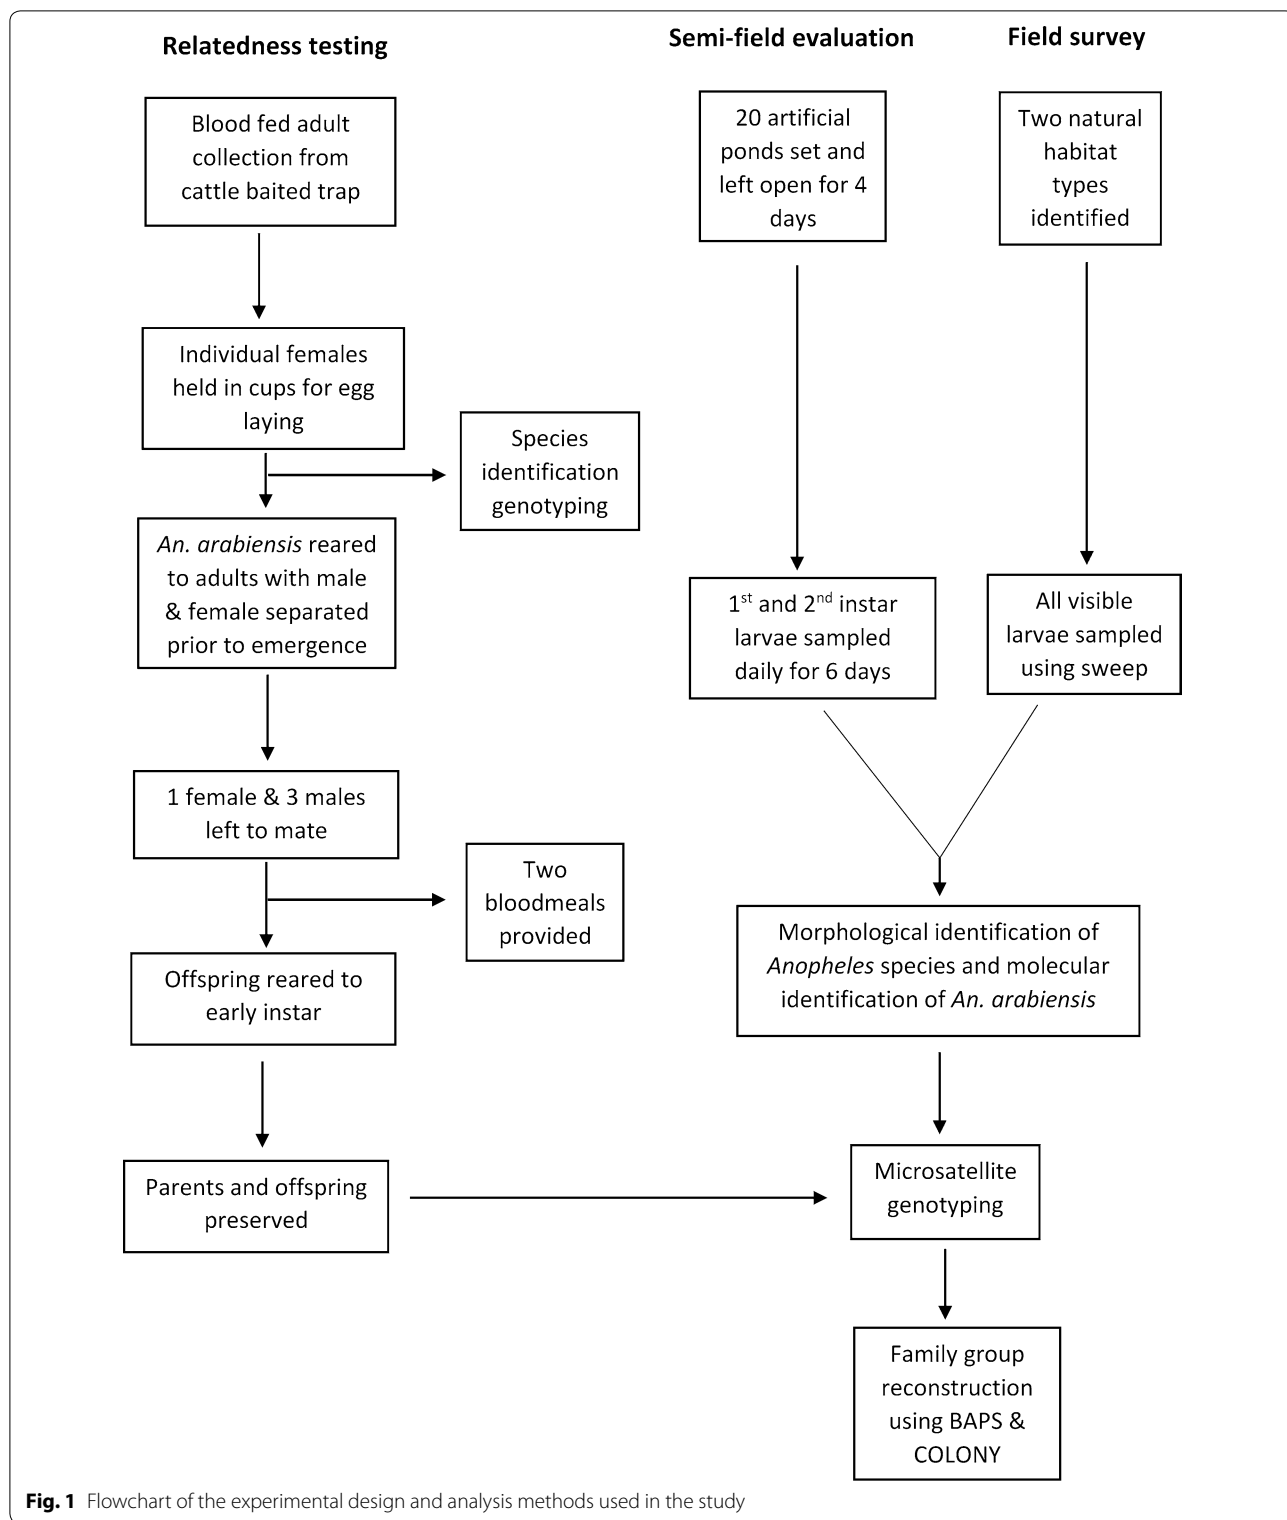 Relatedness testing
Blood fed adult
collection from
cattle baited trap
Individual females
held in cups for egg
laying
Species
identification
genotyping
An. arabiensis reared
to adults with male
& female separated
prior to emergence
1 female & 3 males
left to mate
Two
bloodmeals
provided
Offspring reared to
early instar
Parents and offspring
preserved
Semi-field evaluation
20 artificial
ponds set and
left open for 4
days
1st and 2nd instar
larvae sampled
daily for 6 days
Field survey
Two natural
habitat
types
identified
All visible
larvae sampled
using sweep
Morphological identification of
Anopheles species and molecular
identification of An. arabiensis
Microsatellite
genotyping
Family group
reconstruction
using BAPS &
COLONY
Fig. 1 Flowchart of the experimental design and analysis methods used in the study